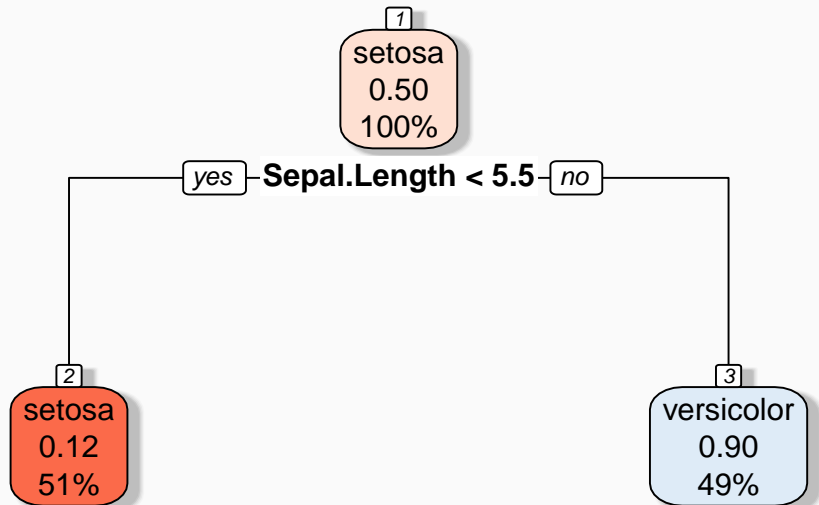 1
setosa
0.50
100%
yes Sepal.Length < 5.5 no
2
setosa
0.12
51%
3
versicolor
0.90
49%